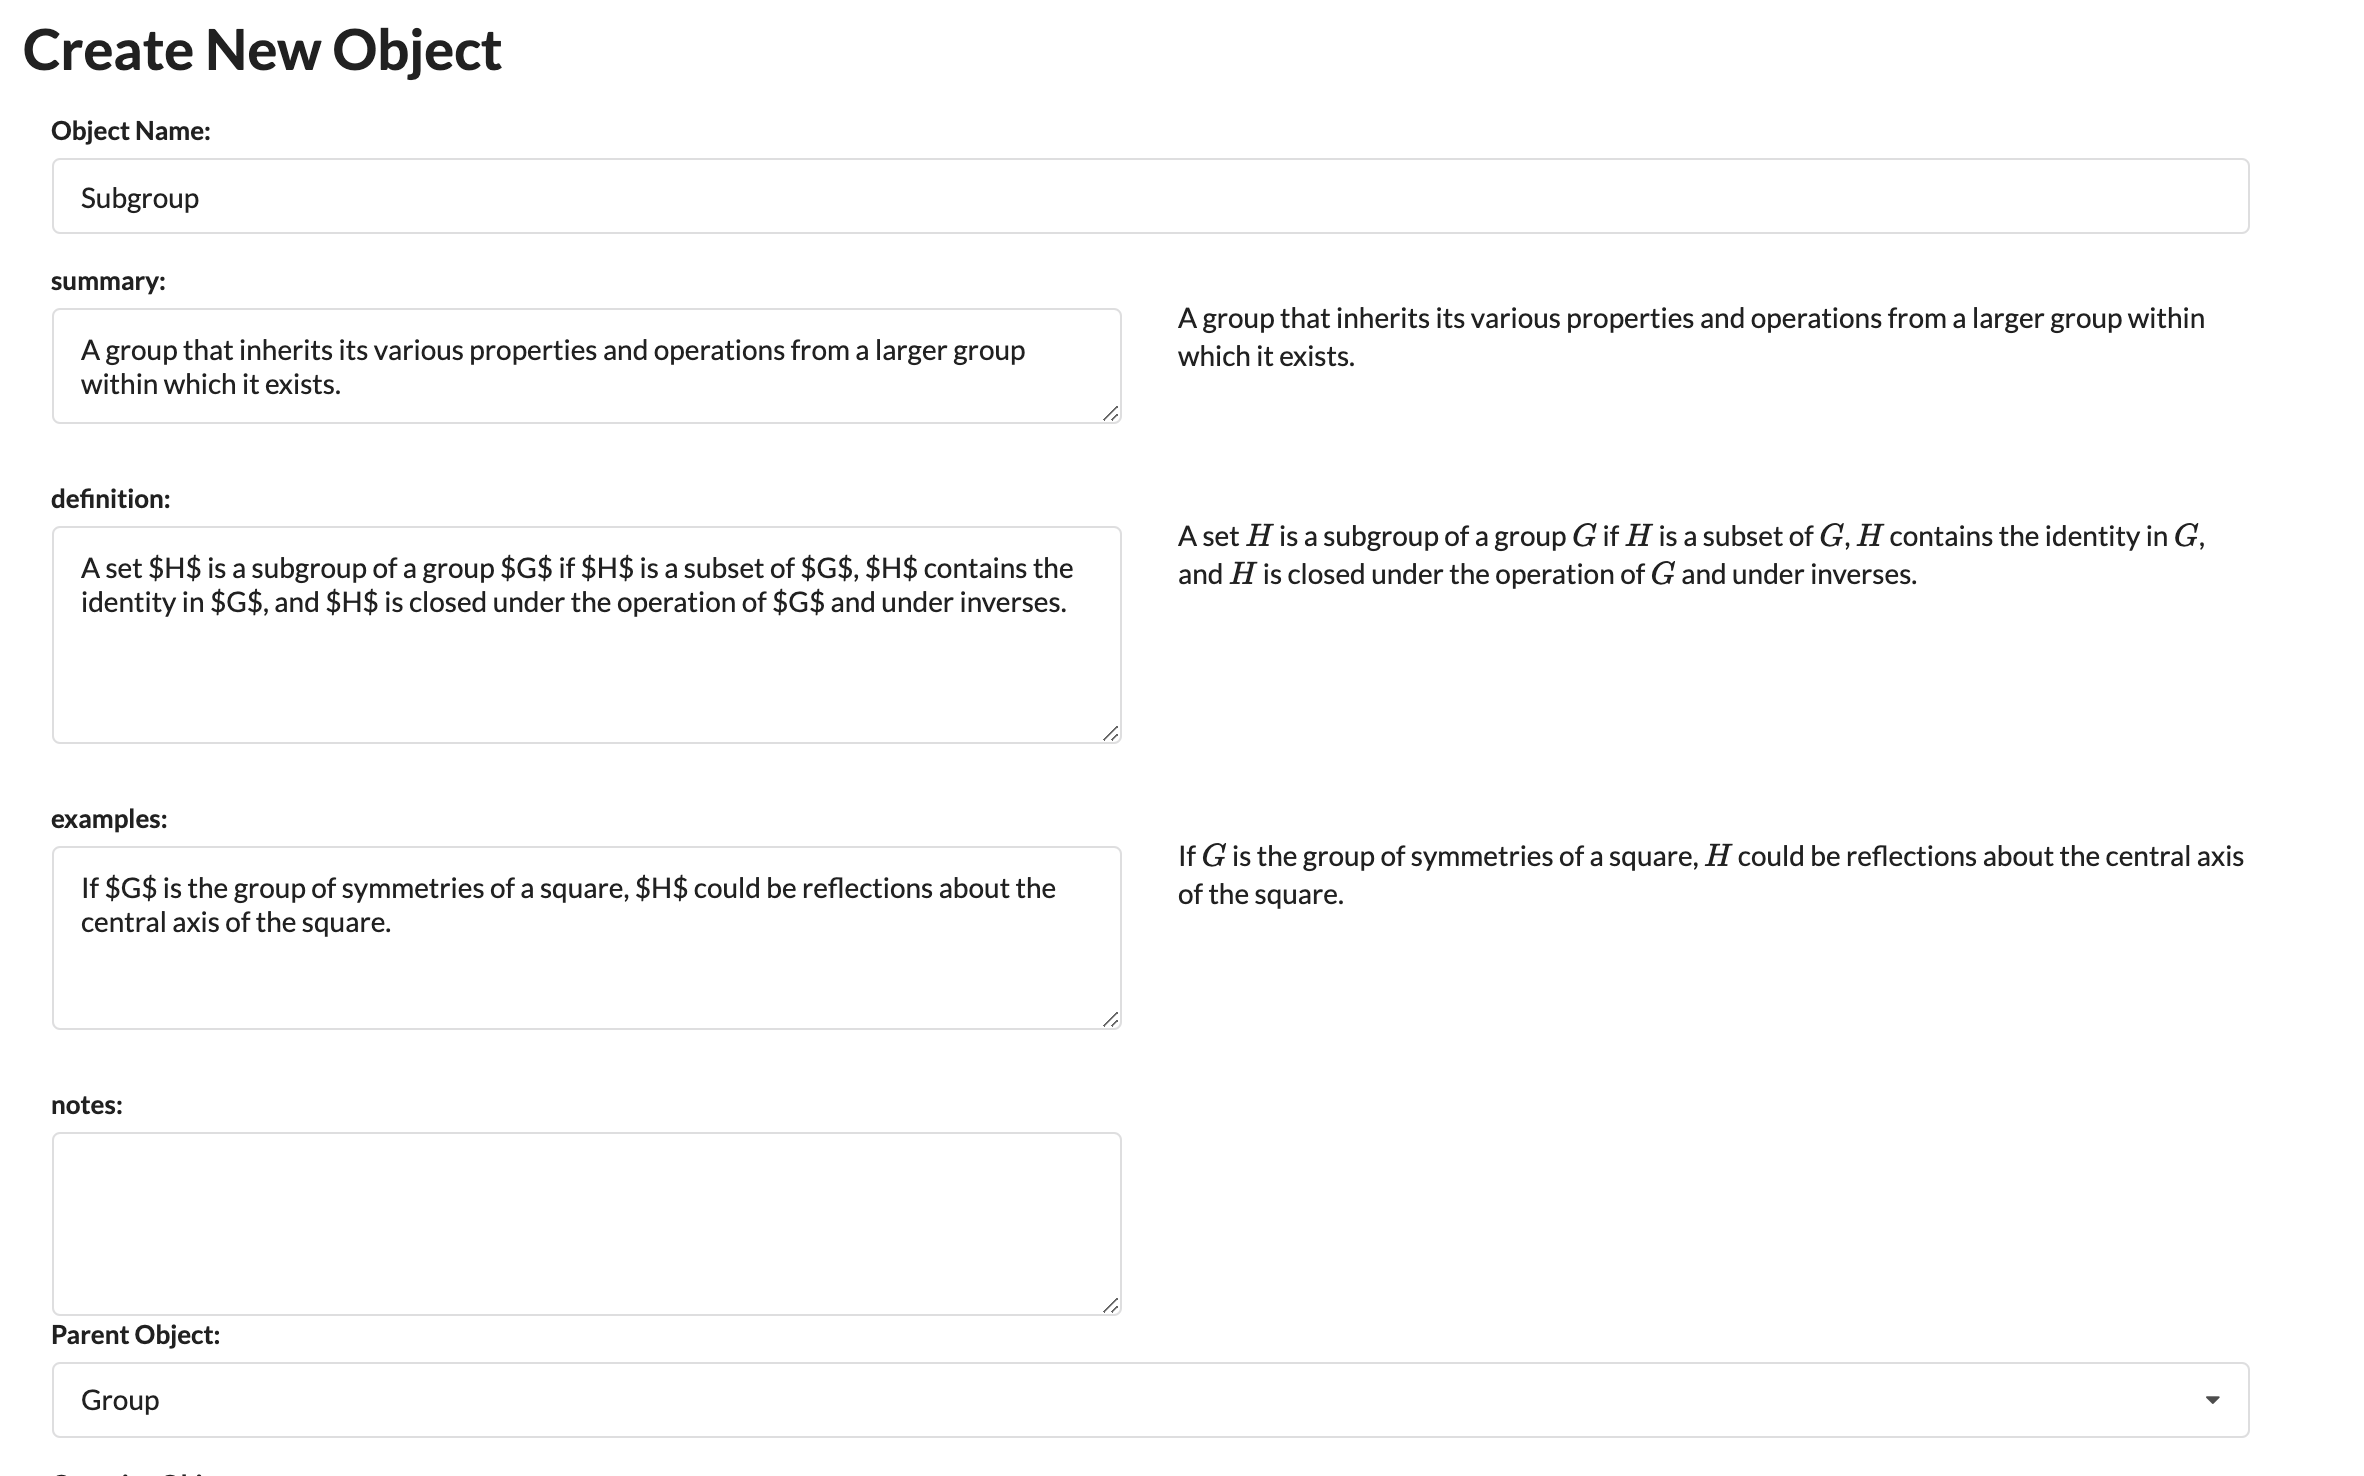 Create New Object
Object Name:
Subgroup
summary:
A group that inherits its various properties and operations from a larger group
within which it exists.
A group that inherits its various properties and operations from a larger group within
which it exists.
definition:
A set $H$ is a subgroup of a group $G$ if $H$ is a subset of $G$, $H$ contains the
identity in $G$, and $H$ is closed under the operation of $G$ and under inverses.
A set H is a subgroup of a group G if H is a subset of G, H contains the identity in G,
and H is closed under the operation of G and under inverses.
examples:
If $G$ is the group of symmetries of a square, $H$ could be reflections about the
central axis of the square.
If G is the group of symmetries of a square, H could be reflections about the central axis
of the square.
notes:
Parent Object:
Group